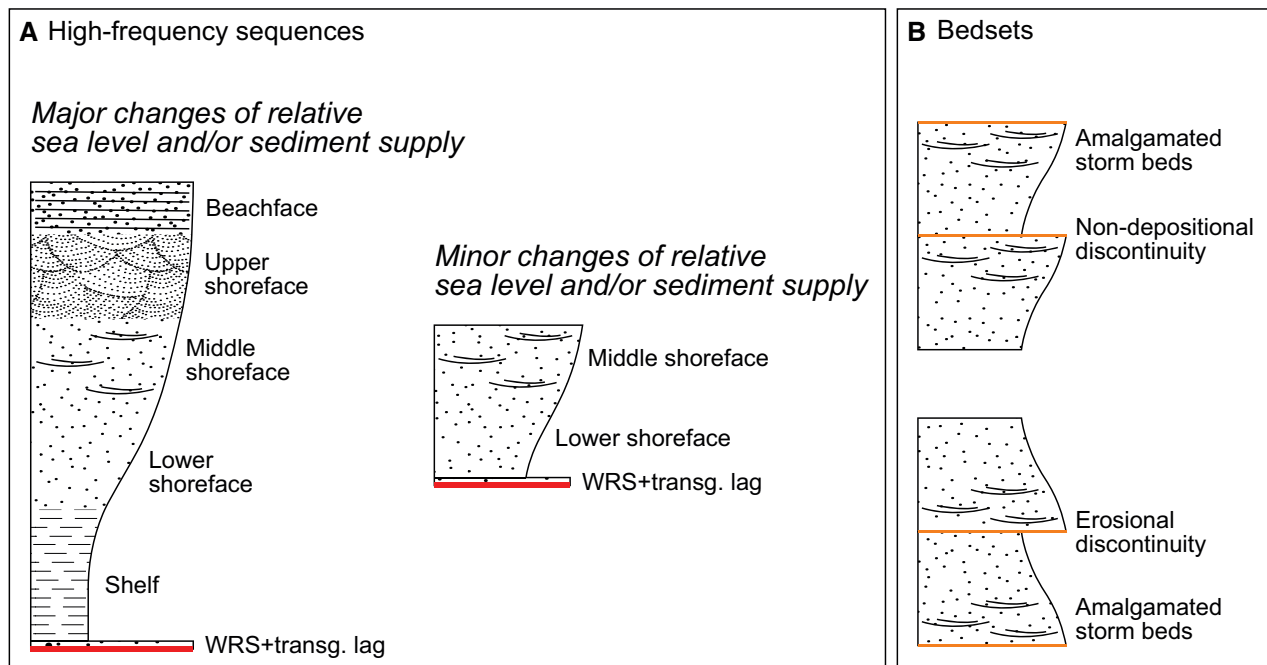 A High-frequency sequences
Major changes of relative
sea level and/or sediment supply
Beachface
Upper
shoreface
Middle
shoreface
Lower
shoreface
Shelf
WRS+transg. lag
Minor changes of relative
sea level and/or sediment supply
Middle shoreface
Lower shoreface
WRS+transg. lag
B Bedsets
Amalgamated
storm beds
Non-depositional
discontinuity
Erosional
discontinuity
Amalgamated
storm beds